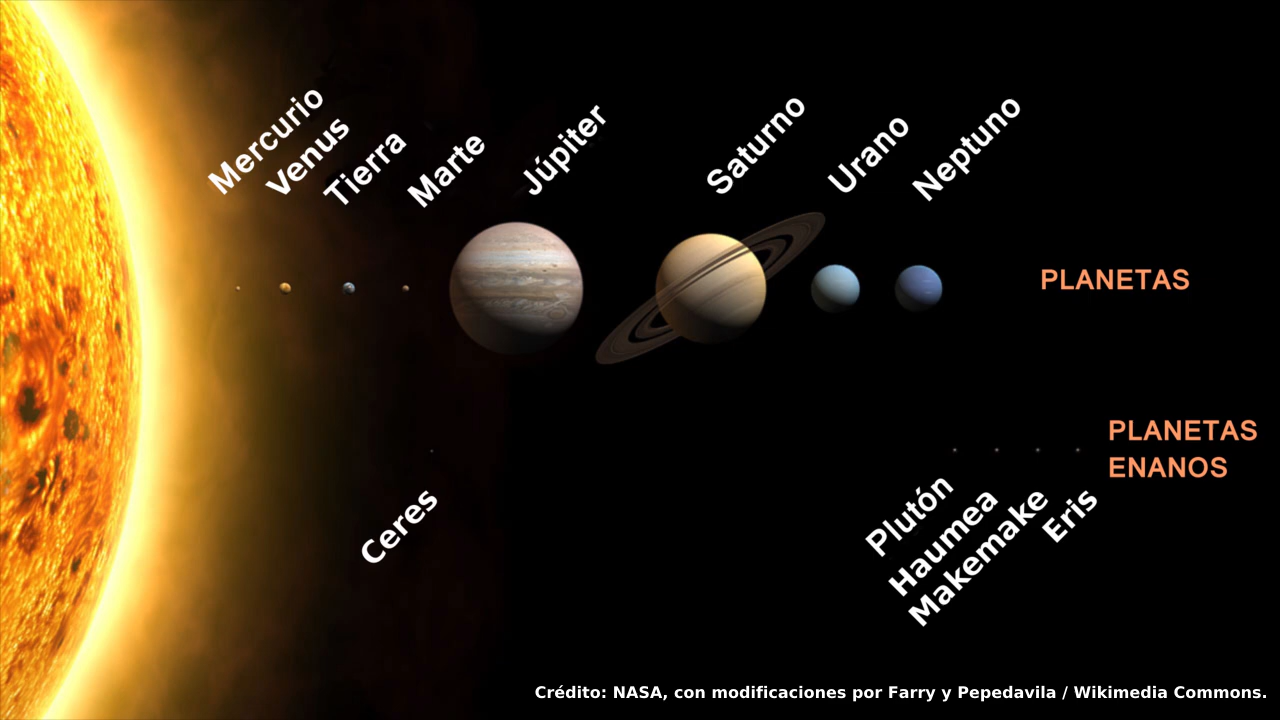 Mercurio
Venus
Tierra
Marte
Júpiter
Saturno
Urano
Neptuno
PLANETAS
PLANETAS
ENANOS
Ceres
Plutón
Haumea
Makemake
Eris
Crédito: NASA, con modificaciones por Farry y Pepedavila / Wikimedia Commons.